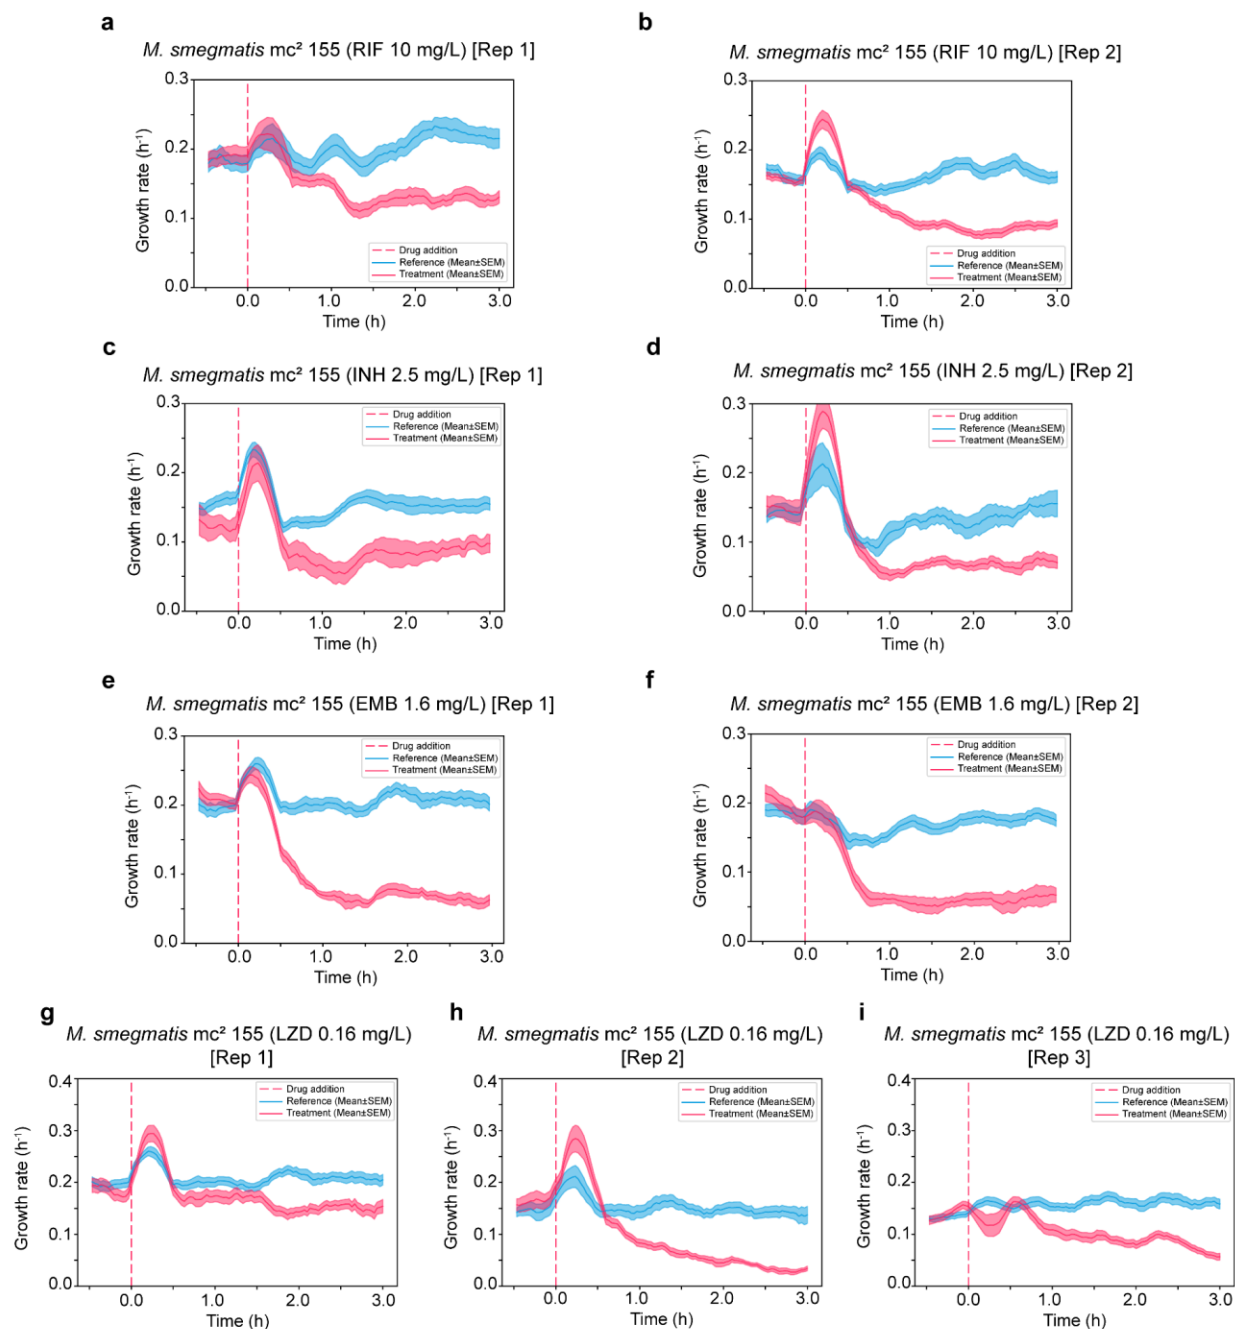 a
M. smegmatis mc² 155 (RIF 10 mg/L) [Rep 1]
0.3
0.2
0.1
0.0
Growth rate (h⁻¹)
Drug addition
Reference (Mean±SEM)
Treatment (Mean±SEM)
0.0 1.0 2.0 3.0
Time (h)
b
M. smegmatis mc² 155 (RIF 10 mg/L) [Rep 2]
0.3
0.2
0.1
0.0
Growth rate (h⁻¹)
Drug addition
Reference (Mean±SEM)
Treatment (Mean±SEM)
0.0 1.0 2.0 3.0
Time (h)
c
M. smegmatis mc² 155 (INH 2.5 mg/L) [Rep 1]
0.3
0.2
0.1
0.0
Growth rate (h⁻¹)
Drug addition
Reference (Mean±SEM)
Treatment (Mean±SEM)
0.0 1.0 2.0 3.0
Time (h)
d
M. smegmatis mc² 155 (INH 2.5 mg/L) [Rep 2]
0.3
0.2
0.1
0.0
Growth rate (h⁻¹)
Drug addition
Reference (Mean±SEM)
Treatment (Mean±SEM)
0.0 1.0 2.0 3.0
Time (h)
e
M. smegmatis mc² 155 (EMB 1.6 mg/L) [Rep 1]
0.3
0.2
0.1
0.0
Growth rate (h⁻¹)
Drug addition
Reference (Mean±SEM)
Treatment (Mean±SEM)
0.0 1.0 2.0 3.0
Time (h)
f
M. smegmatis mc² 155 (EMB 1.6 mg/L) [Rep 2]
0.3
0.2
0.1
0.0
Growth rate (h⁻¹)
Drug addition
Reference (Mean±SEM)
Treatment (Mean±SEM)
0.0 1.0 2.0 3.0
Time (h)
g
M. smegmatis mc² 155 (LZD 0.16 mg/L)
[Rep 1]
0.4
0.3
0.2
0.1
0.0
Growth rate (h⁻¹)
Drug addition
Reference (Mean±SEM)
Treatment (Mean±SEM)
0.0 1.0 2.0 3.0
Time (h)
h
M. smegmatis mc² 155 (LZD 0.16 mg/L)
[Rep 2]
0.4
0.3
0.2
0.1
0.0
Growth rate (h⁻¹)
Drug addition
Reference (Mean±SEM)
Treatment (Mean±SEM)
0.0 1.0 2.0 3.0
Time (h)
i
M. smegmatis mc² 155 (LZD 0.16 mg/L)
[Rep 3]
0.4
0.3
0.2
0.1
0.0
Growth rate (h⁻¹)
Drug addition
Reference (Mean±SEM)
Treatment (Mean±SEM)
0.0 1.0 2.0 3.0
Time (h)